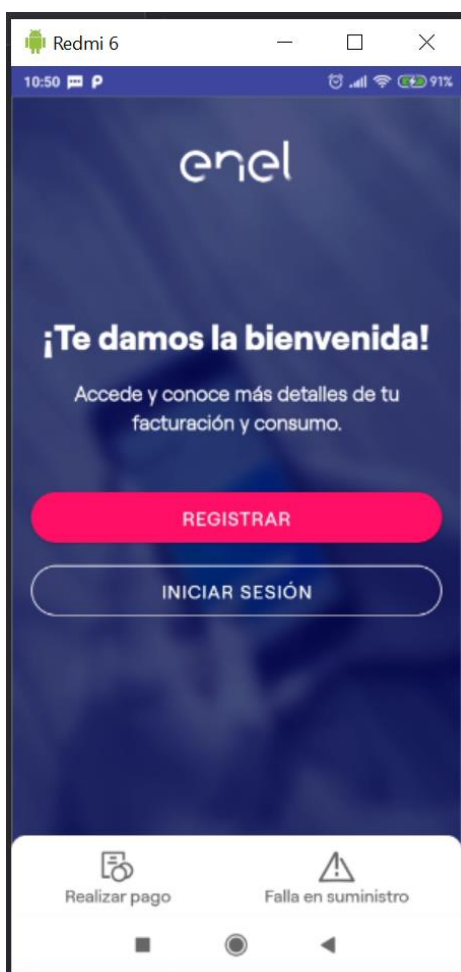 Redmi 6
10:50 P 91%
enel
¡Te damos la bienvenida!
Accede y conoce más detalles de tu
facturación y consumo.
REGISTRAR
INICIAR SESIÓN
Realizar pago Falla en suministro